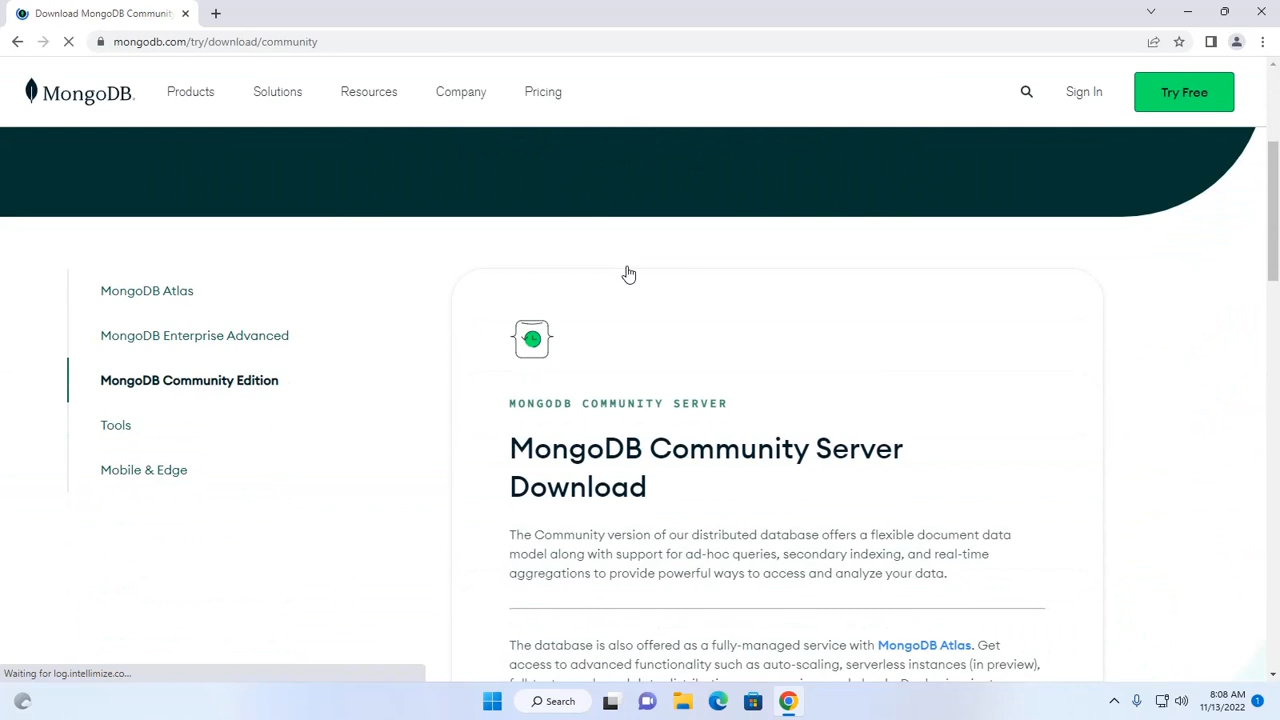 Download MongoDB Community
mongodb.com/try/download/community
MongoDB.
Products
Solutions
Resources
Company
Pricing
Sign In
Try Free
MongoDB Atlas
MongoDB Enterprise Advanced
MongoDB Community Edition
Tools
Mobile & Edge
MONGODB COMMUNITY SERVER
MongoDB Community Server
Download
The Community version of our distributed database offers a flexible document data
model along with support for ad-hoc queries, secondary indexing, and real-time
aggregations to provide powerful ways to access and analyze your data.
The database is also offered as a fully-managed service with MongoDB Atlas. Get
access to advanced functionality such as auto-scaling, serverless instances (in preview),
Waiting for log.intellimize.co...
Search
8:08 AM
11/13/2022
1